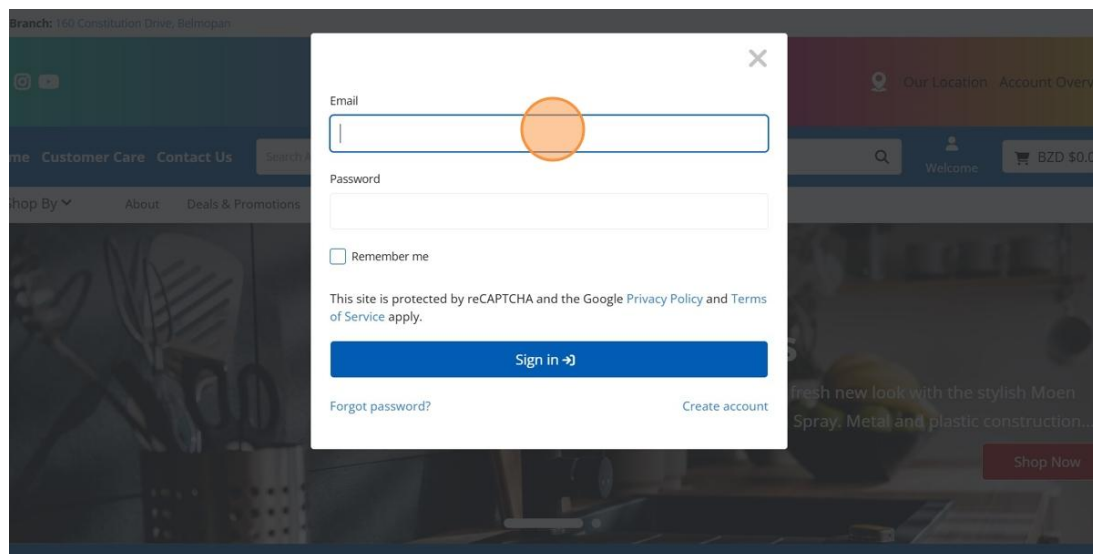 Branch: 160 Constitution Drive, Belmopan
Our Location Account Overv
me Customer Care Contact Us
Search A
Welcome
BZD $0.0
Shop By
About
Deals & Promotions
Email
Password
Remember me
This site is protected by reCAPTCHA and the Google Privacy Policy and Terms
of Service apply.
Sign in
Forgot password?
Create account
s
fresh new look with the stylish Moen
Spray. Metal and plastic construction...
Shop Now